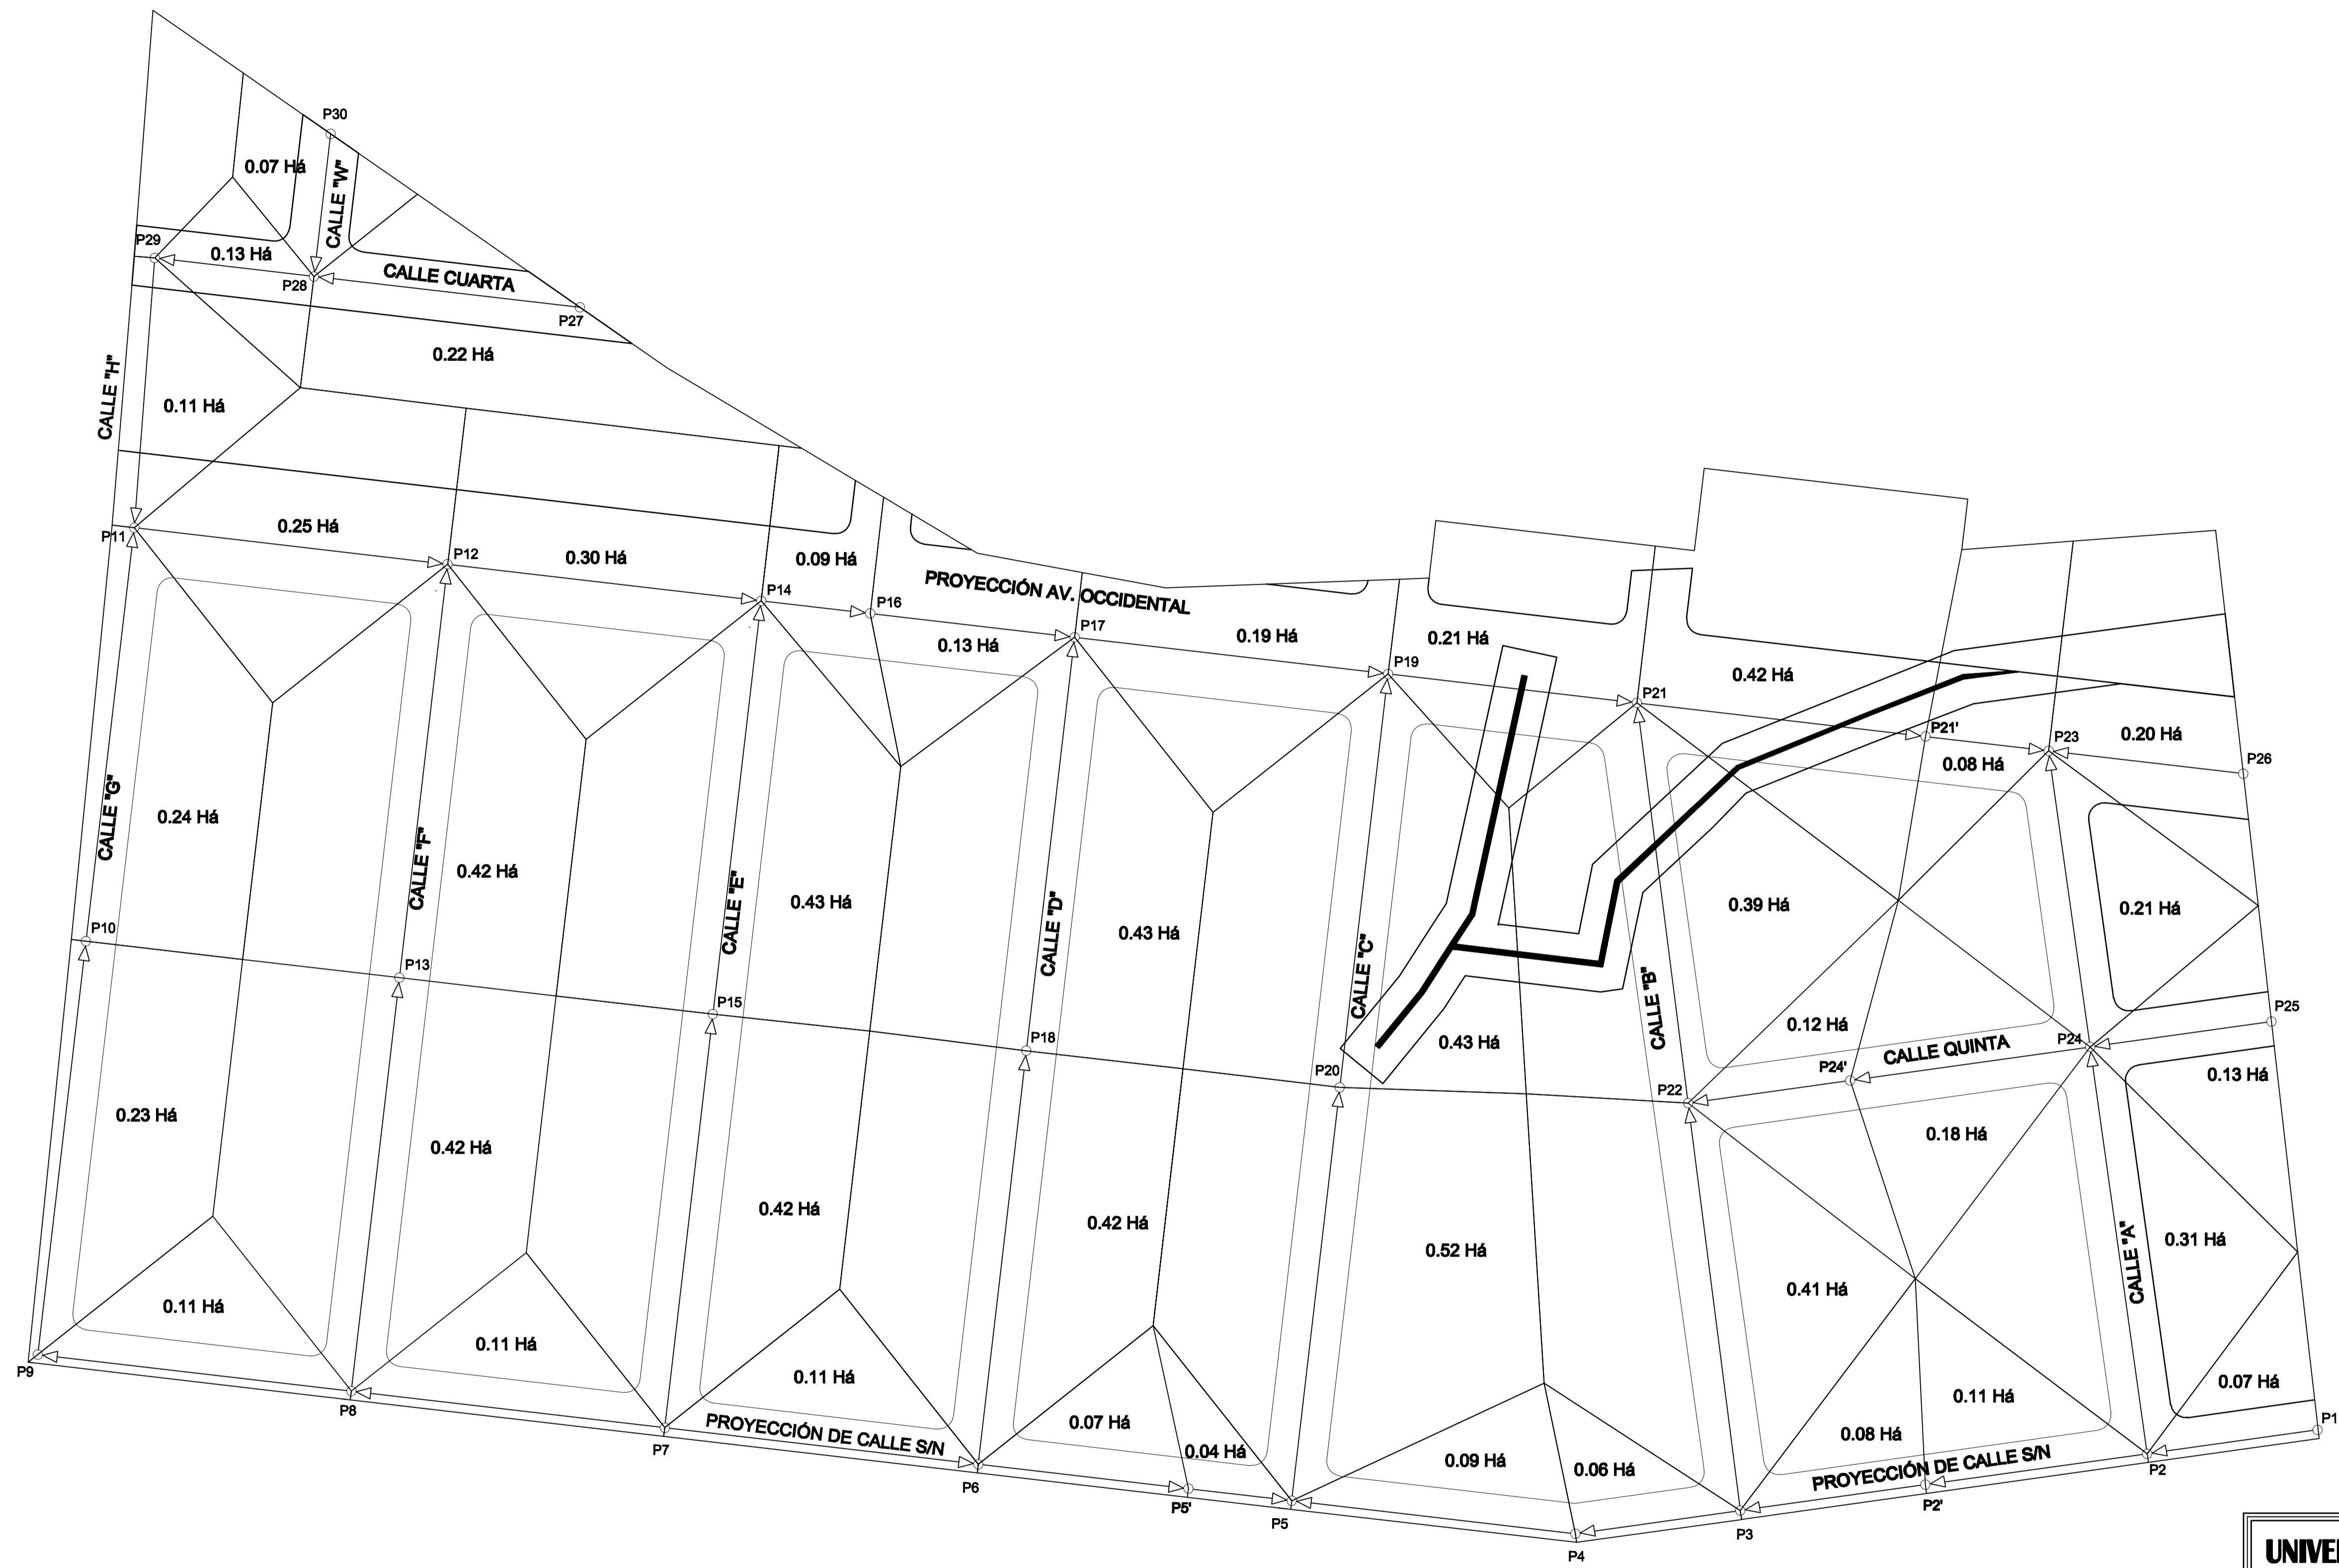 P30
0.07 Há
CALLE "W"
P29
0.13 Há
P28
CALLE CUARTA
P27
0.22 Há
CALLE "H"
0.11 Há
P11
0.25 Há
P12
0.30 Há
P14
0.09 Há
P16
PROYECCIÓN AV. OCCIDENTAL
P17
0.13 Há
0.19 Há
P19
0.21 Há
P21
0.42 Há
P21'
P23
0.20 Há
P26
0.08 Há
CALLE "G"
0.24 Há
CALLE "F"
0.42 Há
CALLE "E"
0.43 Há
CALLE "D"
0.43 Há
CALLE "C"
0.43 Há
CALLE "B"
0.39 Há
0.21 Há
P10
P13
P15
P18
P20
P22
0.12 Há
P24'
CALLE QUINTA
P24
P25
0.13 Há
0.23 Há
0.42 Há
0.42 Há
0.42 Há
0.52 Há
0.18 Há
0.41 Há
CALLE "A"
0.31 Há
0.11 Há
0.11 Há
0.11 Há
0.07 Há
0.04 Há
0.09 Há
0.06 Há
0.08 Há
0.11 Há
0.07 Há
P9
P8
P7
PROYECCIÓN DE CALLE S/N
P6
P5'
P5
P4
P3
PROYECCIÓN DE CALLE S/N
P2'
P2
P1